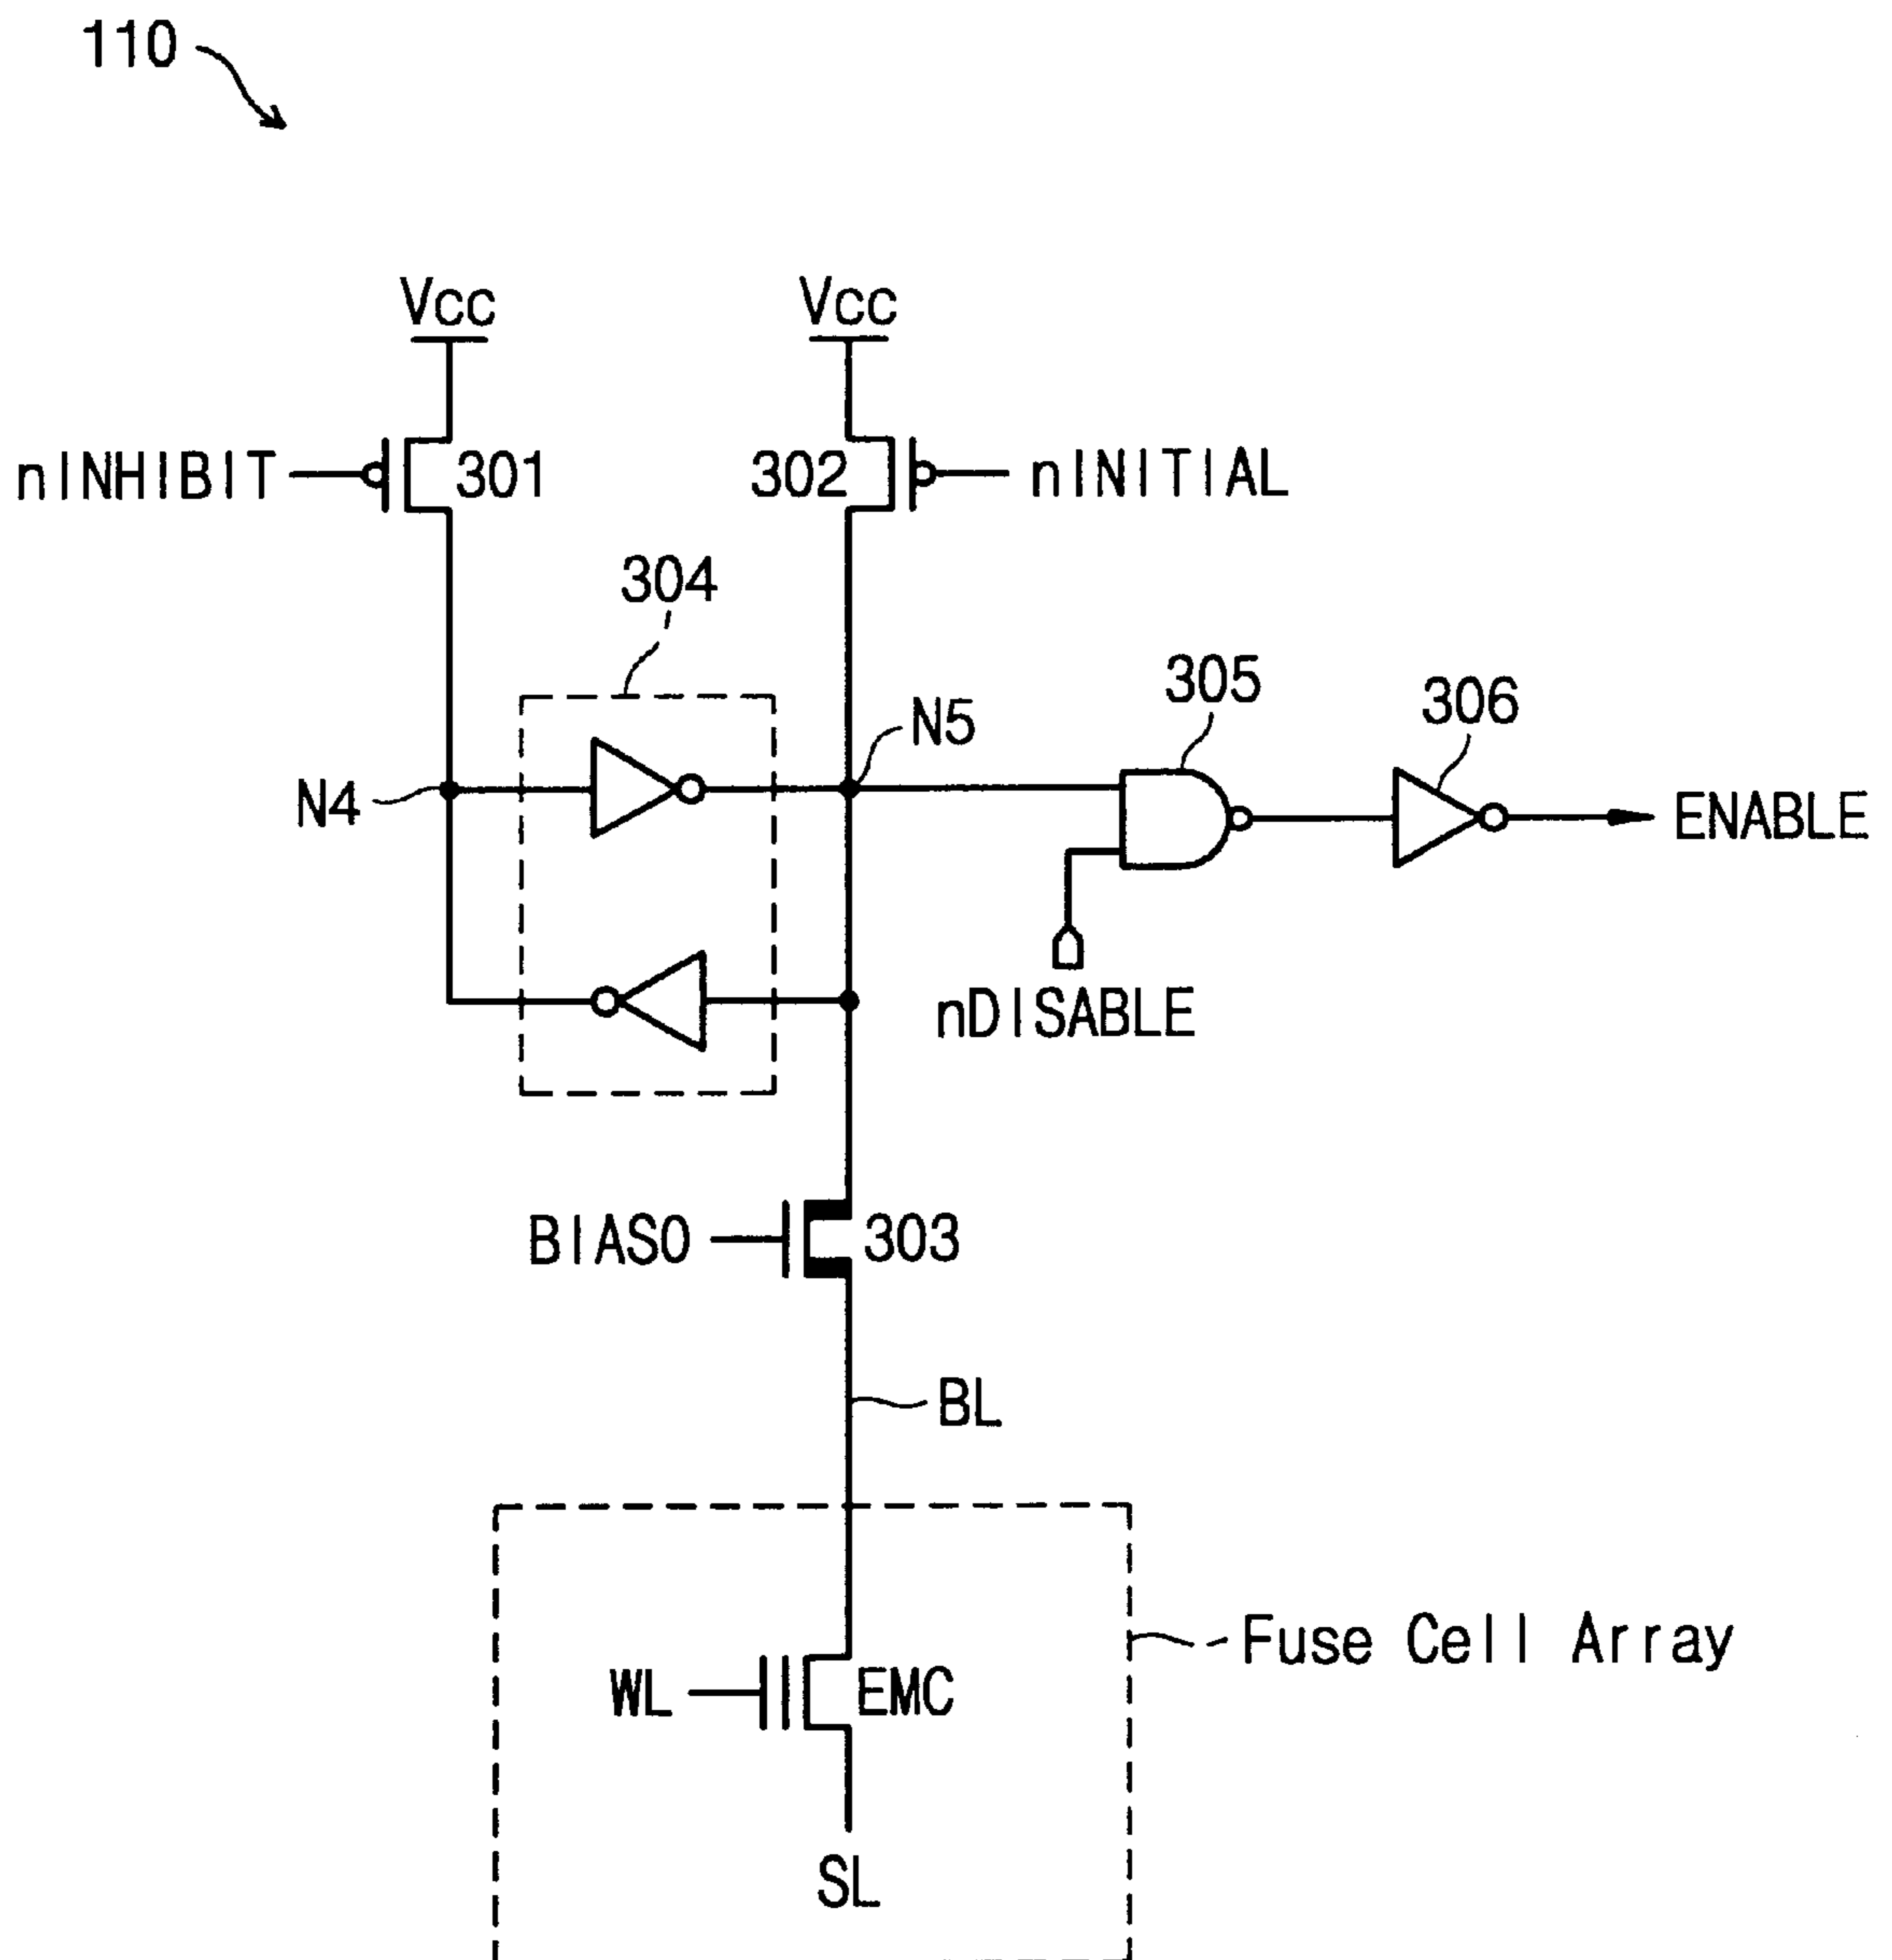 110
Vcc
Vcc
nINHIBIT
301
302
nINITIAL
304
305
306
N5
N4
ENABLE
nDISABLE
BIAS0
303
BL
Fuse Cell Array
WL
EMC
SL